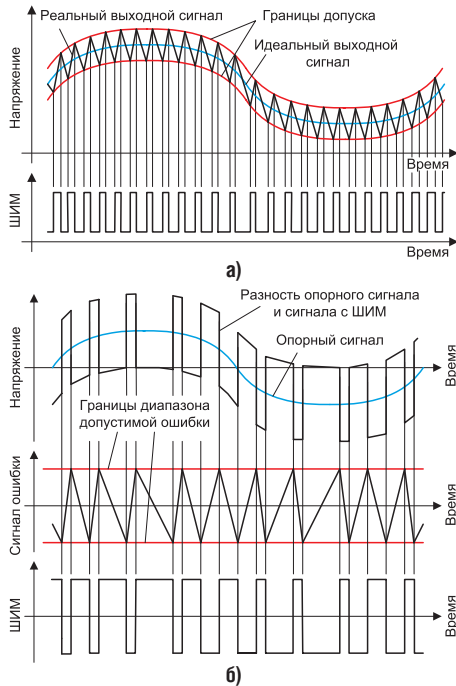 Реальный выходной сигнал
Границы допуска
Идеальный выходной
сигнал
Напряжение
Время
ШИМ
Время
а)
Разность опорного сигнала
и сигнала с ШИМ
Опорный сигнал
Напряжение
Время
Границы диапазона
допустимой ошибки
Сигнал ошибки
Время
ШИМ
Время
б)